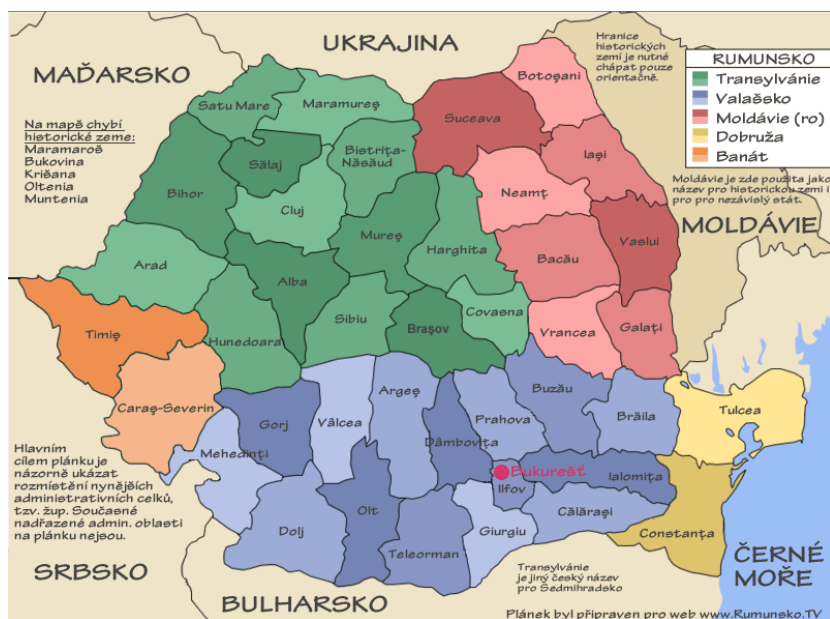 UKRAJINA
MAĎARSKO
Hranice
historických
zemí je nutné
chápat pouze
orientačně.
RUMUNSKO
Transylvánie
Valašsko
Moldávie (ro)
Dobruža
Banát
Na mapě chybí
historické země:
Maramaroš
Bukovina
Krišana
Oltenia
Muntenia
Moldávie je zde použita jako
název pro historickou zemi i
pro pro nezávislý stát.
MOLDÁVIE
Botoşani
Satu Mare
Maramureş
Suceava
Iaşi
Bistriţa-
Năsăud
Sălaj
Bihor
Neamţ
Cluj
Mureş
Harghita
Vaslui
Bacău
Arad
Alba
Timiş
Hunedoara
Sibiu
Braşov
Covasna
Vrancea
Galaţi
Caraş-Severin
Gorj
Vâlcea
Argeş
Prahova
Buzău
Brăila
Tulcea
Dâmboviţa
Mehedinţi
Bukurešť
Ilfov
Ialomiţa
Olt
Dolj
Teleorman
Giurgiu
Călăraşi
Constanţa
Hlavním
cílem plánku je
názorně ukázat
rozmístění nynějších
administrativních celků,
tzv. žup. Současné
nadřazené admin. oblasti
na plánku nejsou.
SRBSKO
BULHARSKO
Transylvánie
je jiný český název
pro Sedmihradsko
ČERNÉ
MOŘE
Plánek byl připraven pro web www.Rumunsko.TV